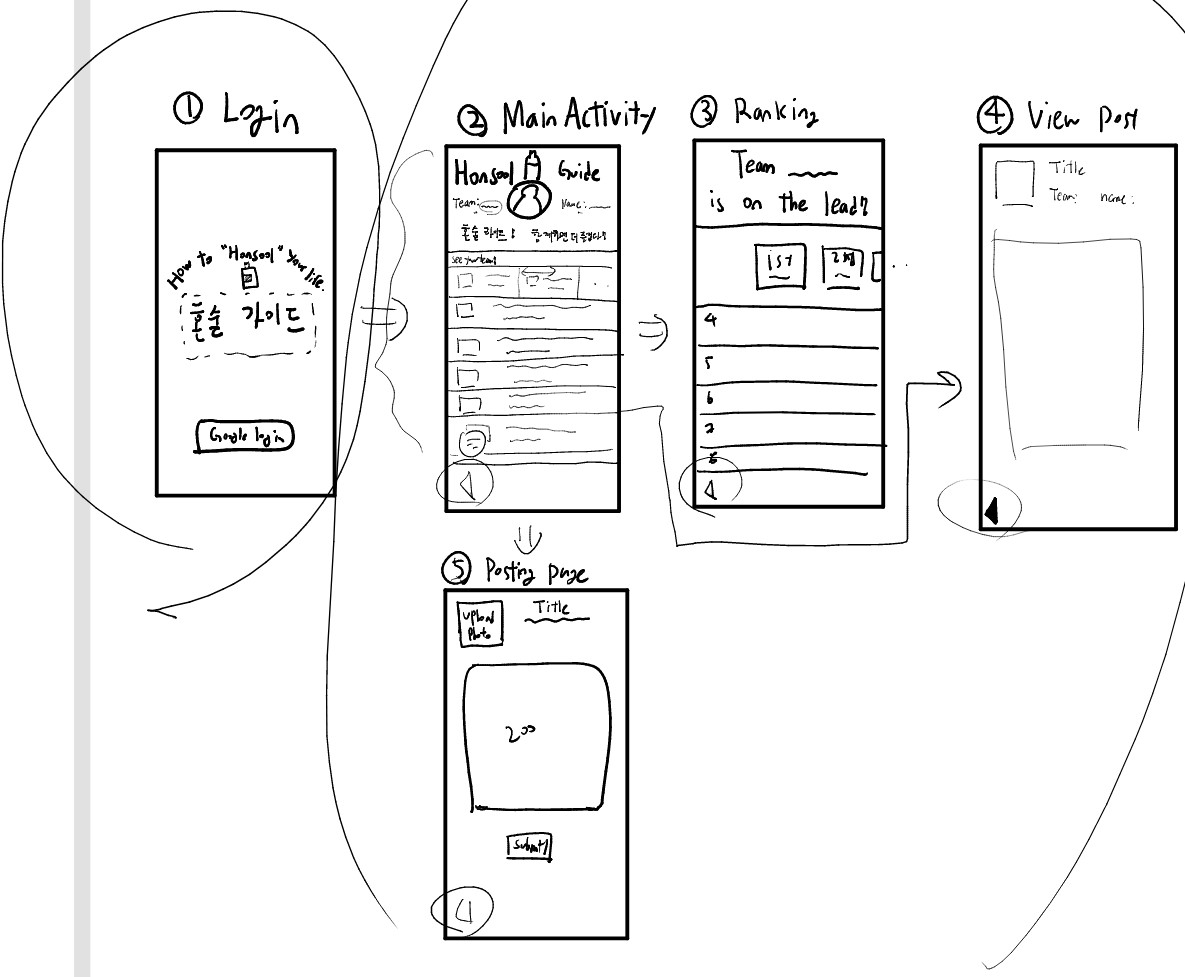 ① Login
How to "Honsool" your life.
혼술 가이드
Google login
② Main Activity
Honsool Guide
Team: Name:
혼술 라이프!
see your team
③ Ranking
Team
is on the lead?
1st
4
5
6
7
④ View Post
Title
Team: name:
⑤ Posting page
Upload
Photo
Title
200
Submit